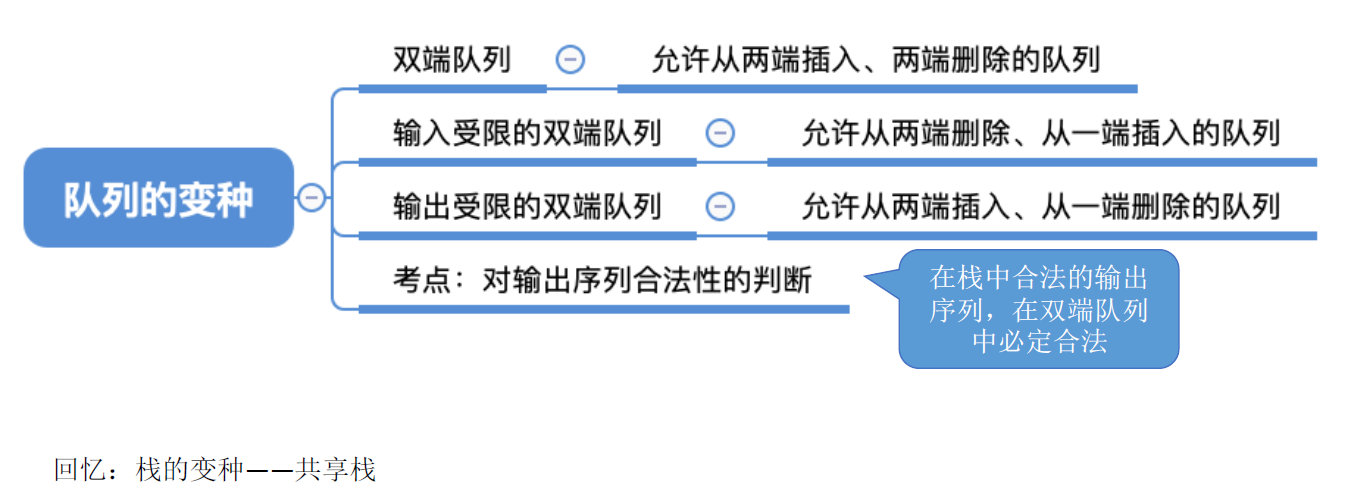 双端队列
允许从两端插入、两端删除的队列
输入受限的双端队列
允许从两端删除、从一端插入的队列
队列的变种
输出受限的双端队列
允许从两端插入、从一端删除的队列
考点：对输出序列合法性的判断
在栈中合法的输出
序列，在双端队列
中必定合法
回忆：栈的变种——共享栈